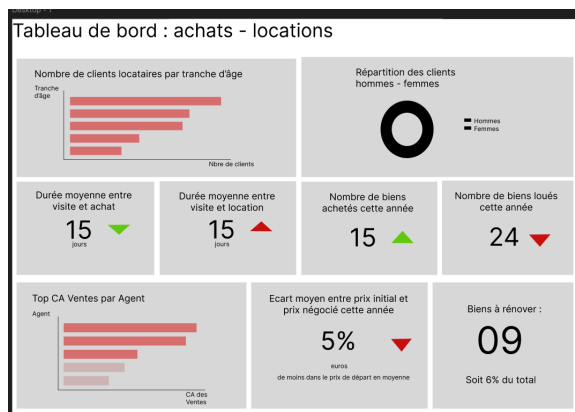 Desktop - 1
Tableau de bord : achats - locations
Nombre de clients locataires par tranche d'âge
Tranche
d'âge
Nbre de clients
Répartition des clients
hommes - femmes
Hommes
Femmes
Durée moyenne entre
visite et achat
15
jours
Durée moyenne entre
visite et location
15
jours
Nombre de biens
achetés cette année
15
Nombre de biens loués
cette année
24
Top CA Ventes par Agent
Agent
CA des
Ventes
Ecart moyen entre prix initial et
prix négocié cette année
5%
euros
de moins dans le prix de départ en moyenne
Biens à rénover :
09
Soit 6% du total